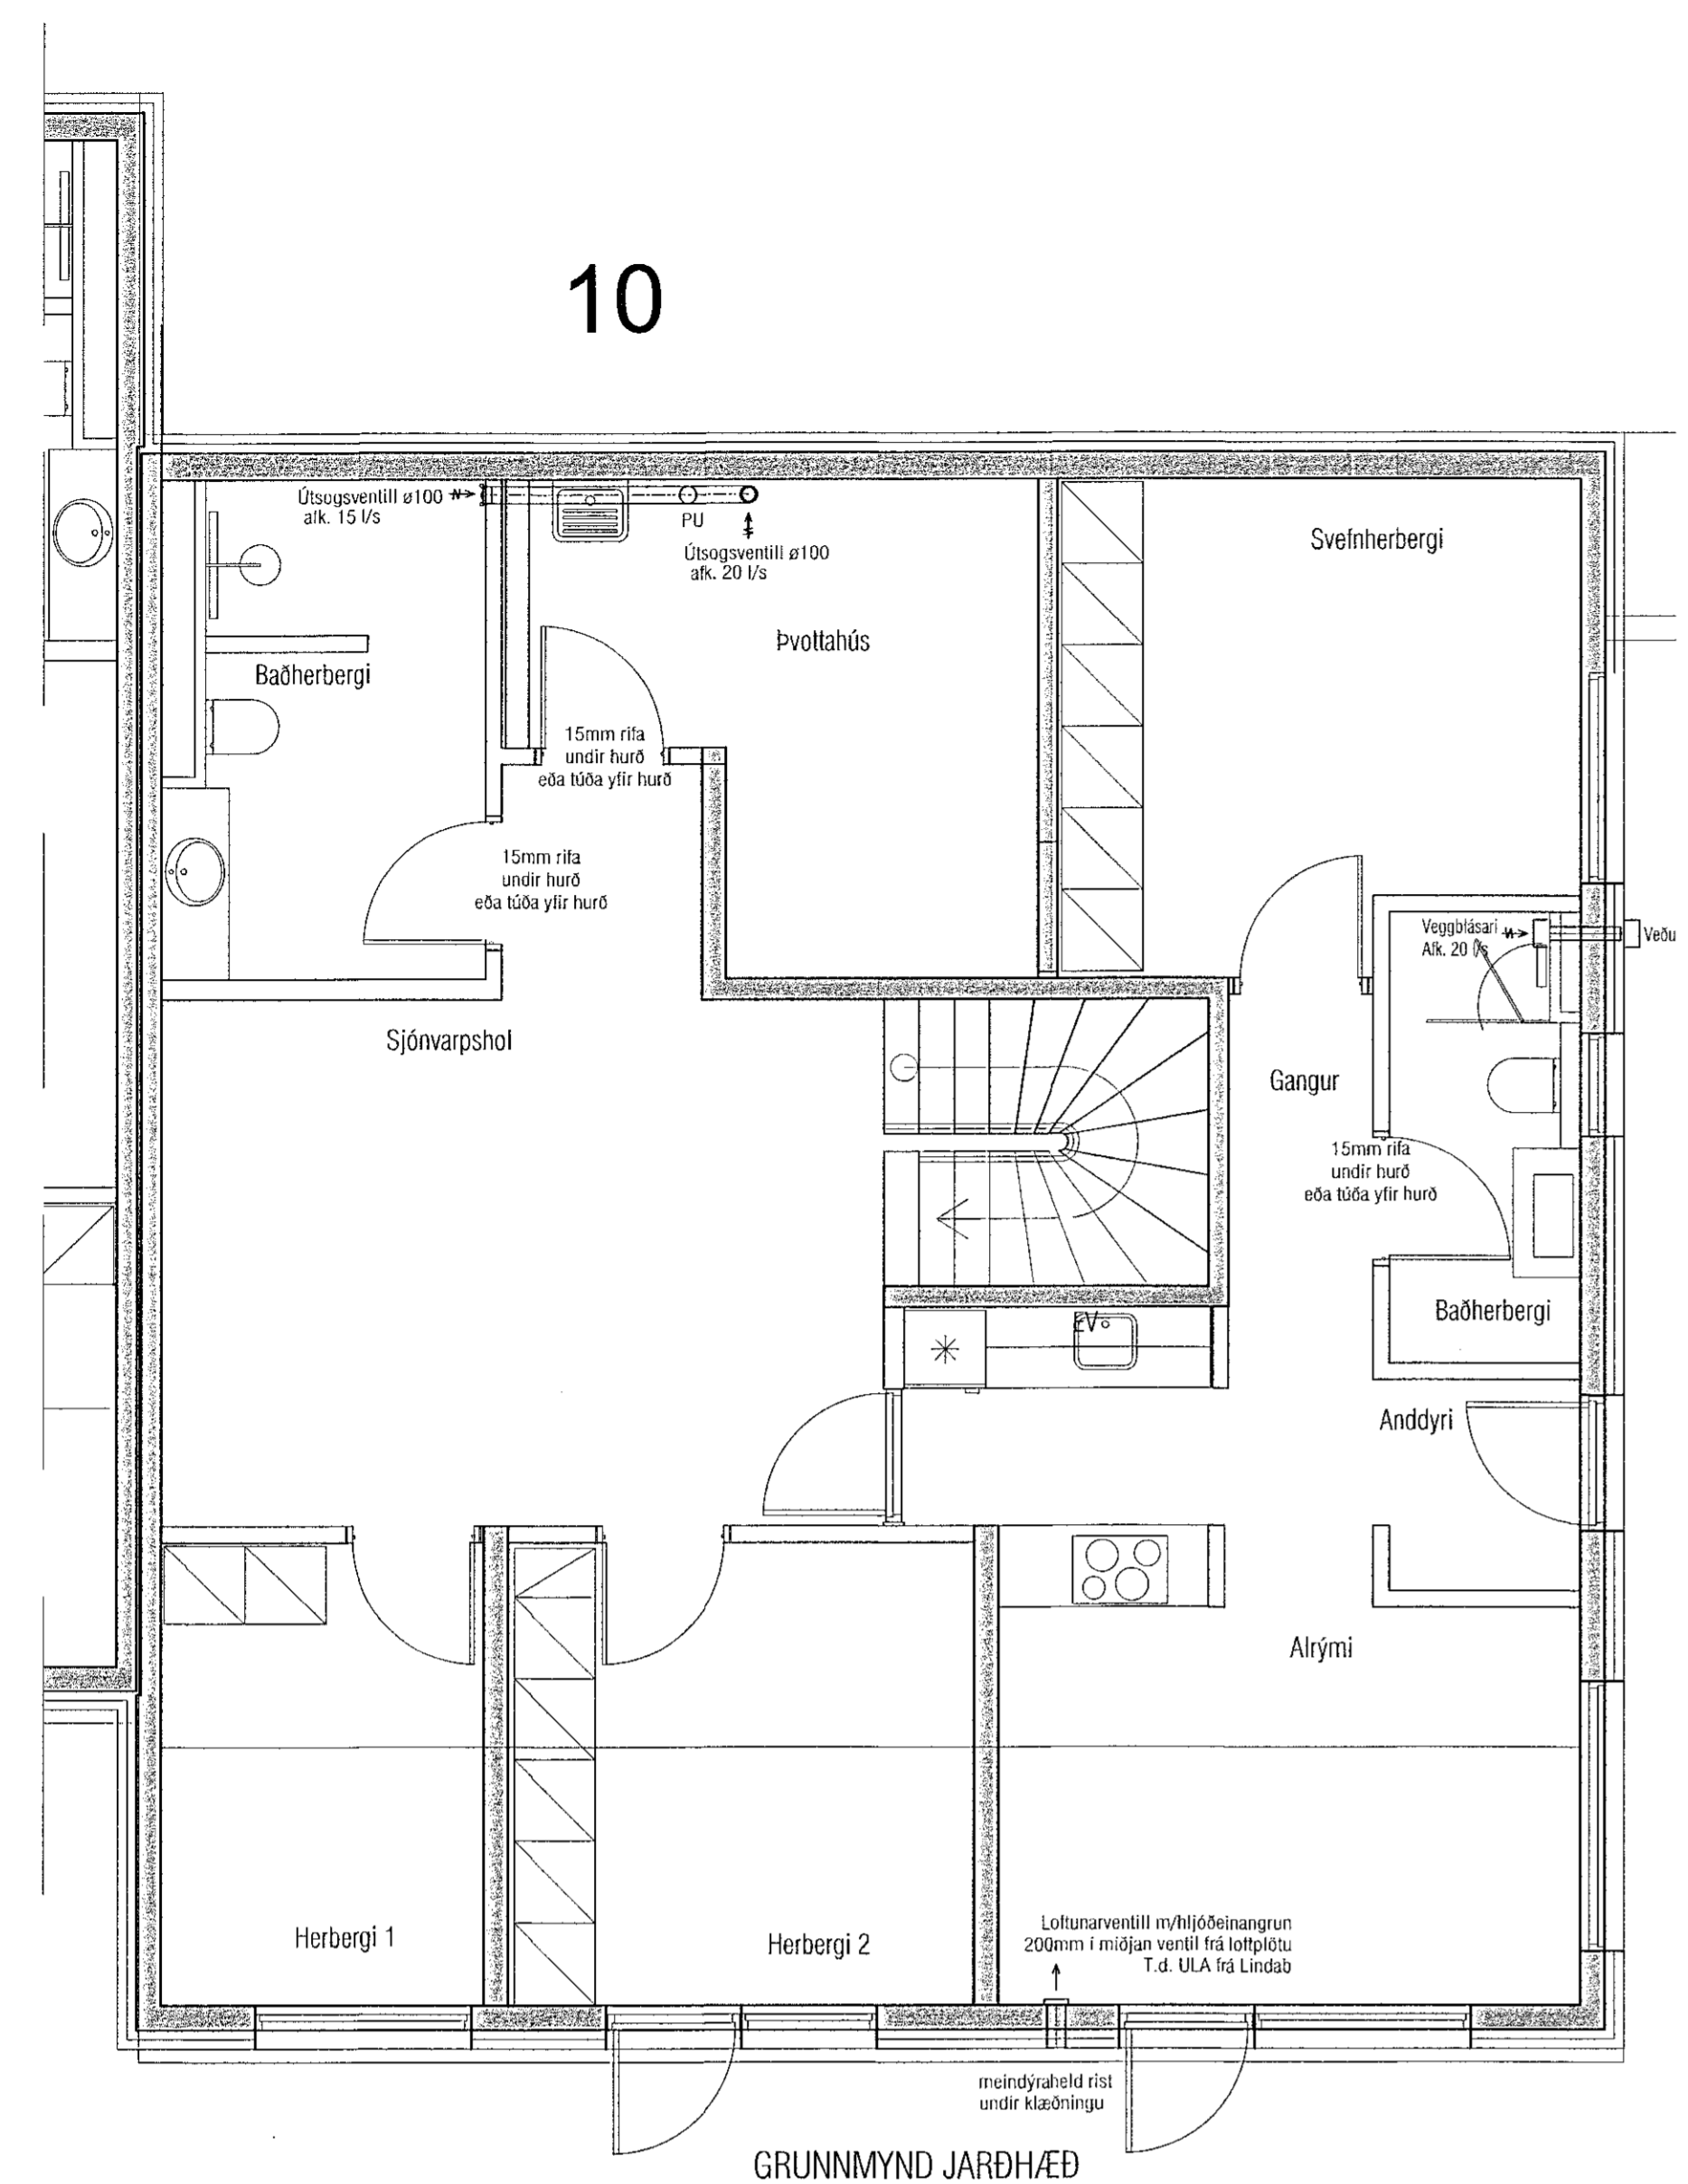 10
Útsogsventill ø100
afk. 15 l/s
PU
Útsogsventill ø100
afk. 20 l/s
Svefnherbergi
Þvottahús
Baðherbergi
15mm rifa
undir hurð
eða túða yfir hurð
15mm rifa
undir hurð
eða túða yfir hurð
Veggblásari
Afk. 20 l/s
Veðu
Sjónvarpshol
Gangur
15mm rifa
undir hurð
eða túða yfir hurð
Baðherbergi
EV
Anddyri
Alrými
Herbergi 1
Herbergi 2
Loftunarventill m/hljóðeinangrun
200mm í miðjan ventil frá loftplötu
T.d. ULA frá Lindab
meindýraheld rist
undir klæðningu
GRUNNMYND JARÐHÆÐ